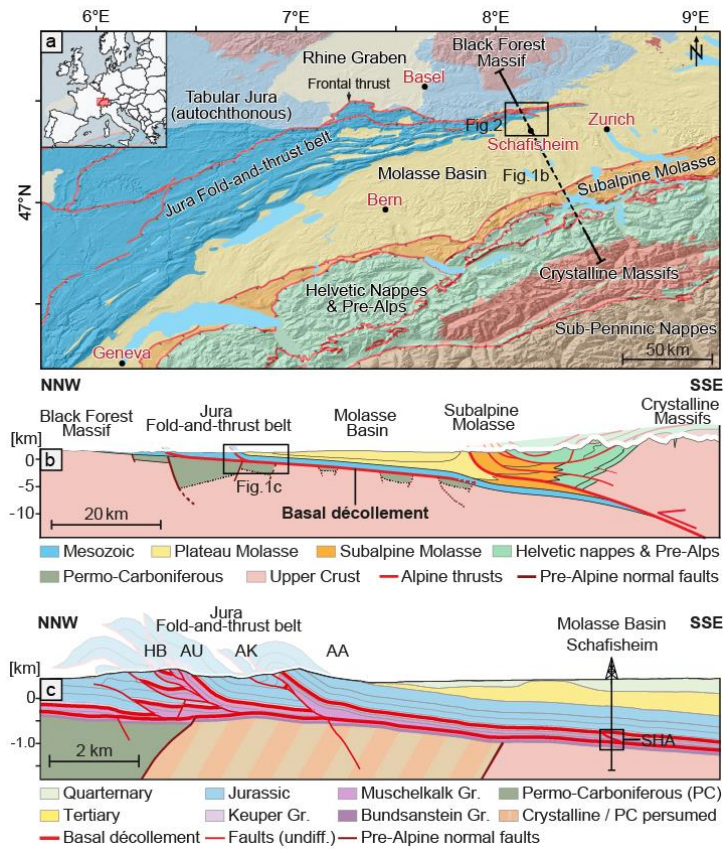 6°E 7°E 8°E 9°E
a
N
Black Forest
Massif
Rhine Graben
Basel
Tabular Jura
(autochthonous)
Frontal thrust
Fig.2
Zurich
Schafisheim
Jura Fold-and-thrust belt
Molasse Basin
Fig.1b
Subalpine Molasse
47°N
Bern
Crystalline Massifs
Helvetic Nappes
& Pre-Alps
Sub-Penninic Nappes
Geneva
50 km
NNW SSE
Black Forest
Massif
Jura
Fold-and-thrust belt
Molasse
Basin
Subalpine
Molasse
Crystalline
Massifs
[km]
b
0
-5
-10
Fig.1c
Basal décollement
20 km
Mesozoic Plateau Molasse Subalpine Molasse Helvetic nappes & Pre-Alps
Permo-Carboniferous Upper Crust Alpine thrusts Pre-Alpine normal faults
NNW SSE
Jura
Fold-and-thrust belt
Molasse Basin
Schafisheim
HB AU AK AA
[km]
c
0
-1.0
SHA
2 km
Quarternary Jurassic Muschelkalk Gr. Permo-Carboniferous (PC)
Tertiary Keuper Gr. Bundsanstein Gr. Crystalline / PC persumed
Basal décollement Faults (undiff.) Pre-Alpine normal faults